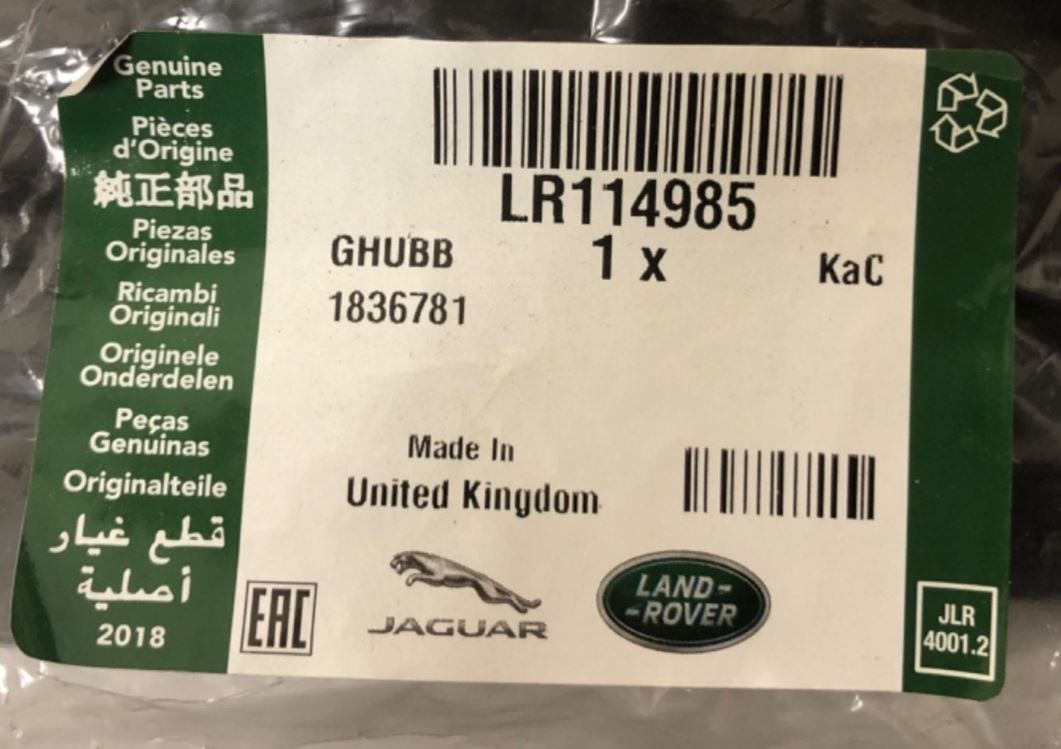 Genuine
Parts
Pièces
d'Origine
純正部品
Piezas
Originales
Ricambi
Originali
Originele
Onderdelen
Peças
Genuinas
Originalteile
قطع غيار
أصلية
2018
LR114985
GHUBB
1 x
KaC
1836781
Made In
United Kingdom
EAC
JAGUAR
LAND-
-ROVER
JLR
4001.2